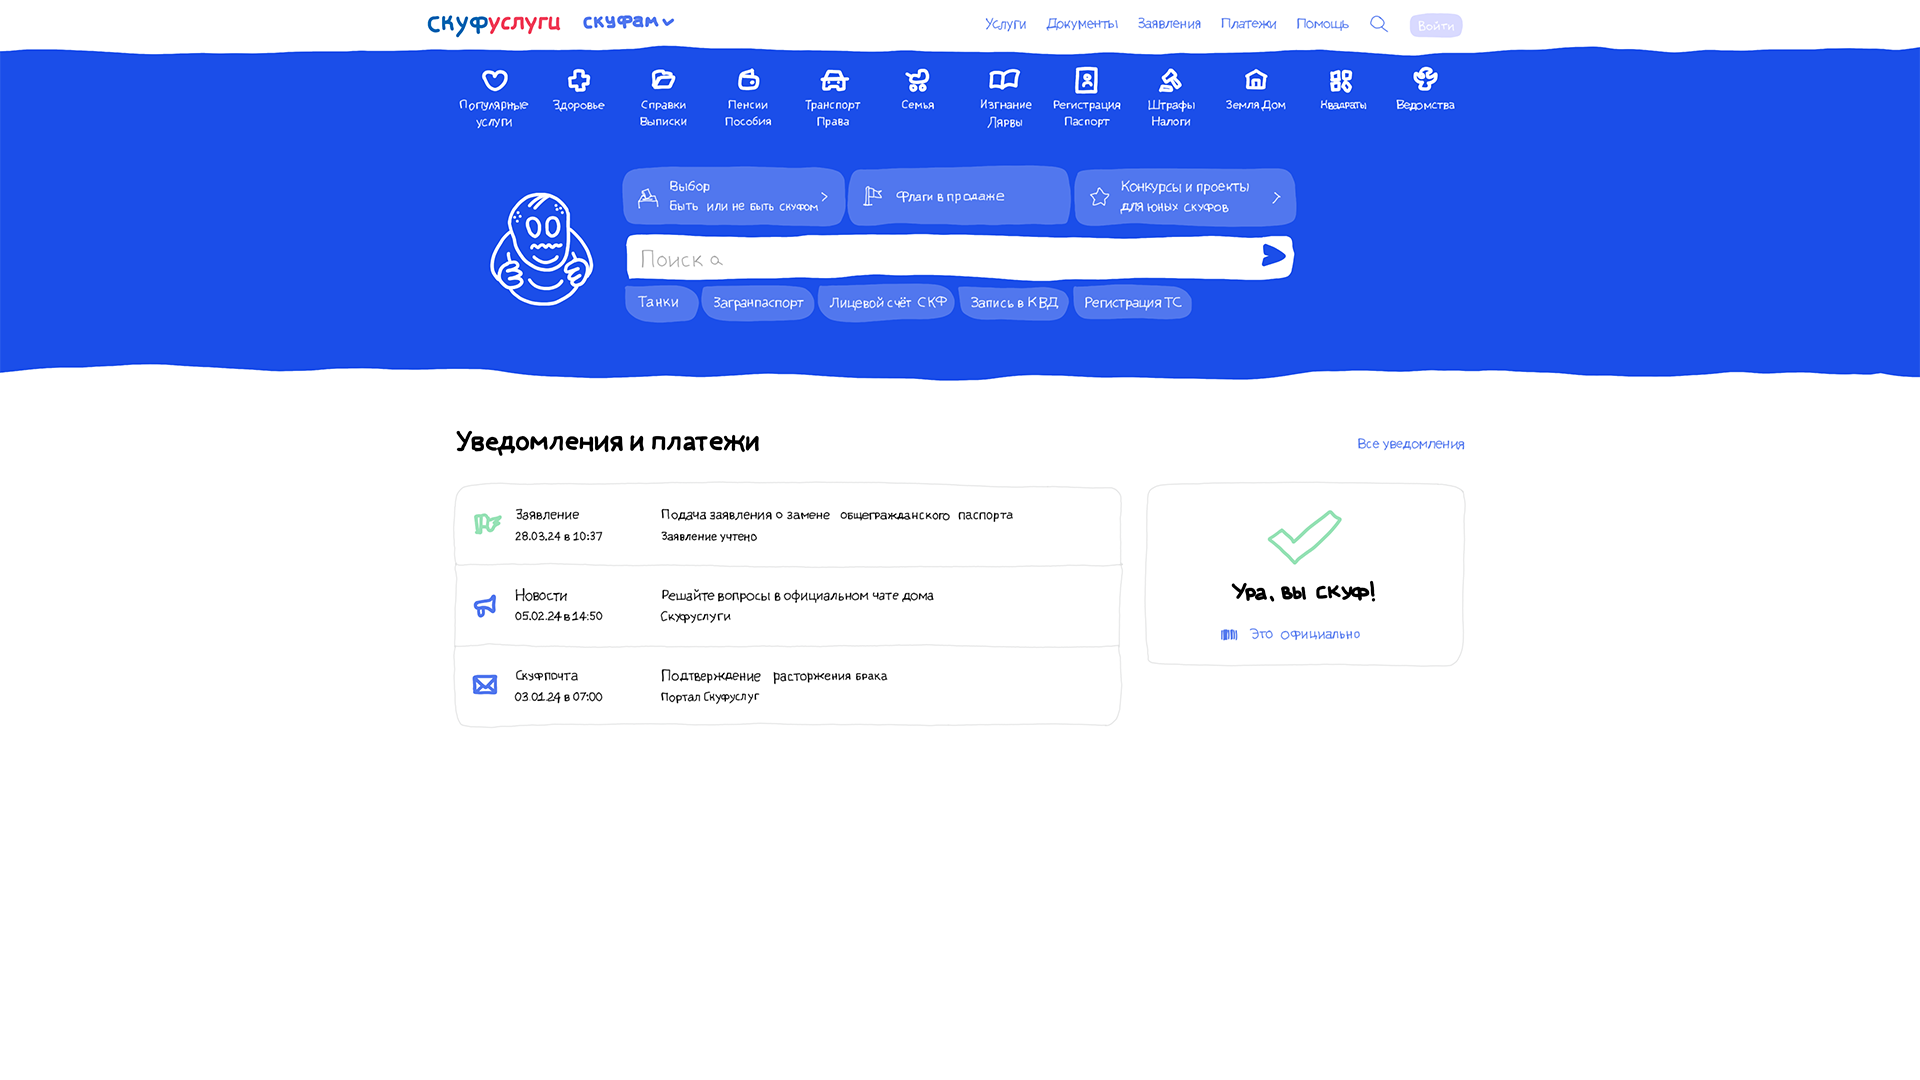 скуфуслуги скуфам Услуги Документы Заявления Платежи Помощь Войти
Популярные услуги
Здоровье
Справки Выписки
Пенсии Пособия
Транспорт Права
Семья
Изгнание Лярвы
Регистрация Паспорт
Штрафы Налоги
Земля Дом
Квадраты
Ведомства
Выбор
Быть или не быть скуфом
Флаги в продаже
Конкурсы и проекты
для юных скуфов
Поиск а
Танки Загранпаспорт Лицевой счёт СКФ Запись в КВД Регистрация ТС
Уведомления и платежи
Все уведомления
Заявление
28.03.24 в 10:37
Подача заявления о замене общегражданского паспорта
Заявление учтено
Новости
05.02.24 в 14:50
Решайте вопросы в официальном чате дома
Скуфуслуги
Скуфпочта
03.01.24 в 07:00
Подтверждение расторжения брака
Портал Скуфуслуг
Ура, вы скуф!
Это официально